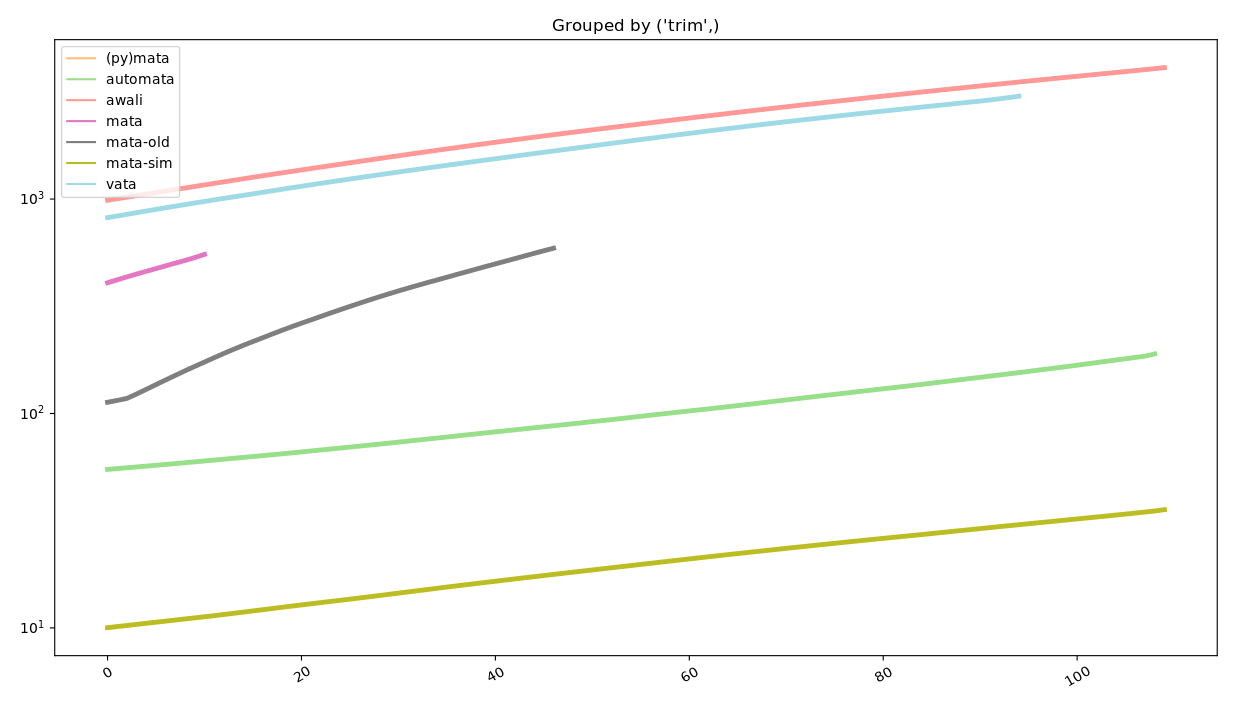 Grouped by ('trim',)
(py)mata
automata
awali
mata
mata-old
mata-sim
vata
10³
10²
10¹
0 20 40 60 80 100